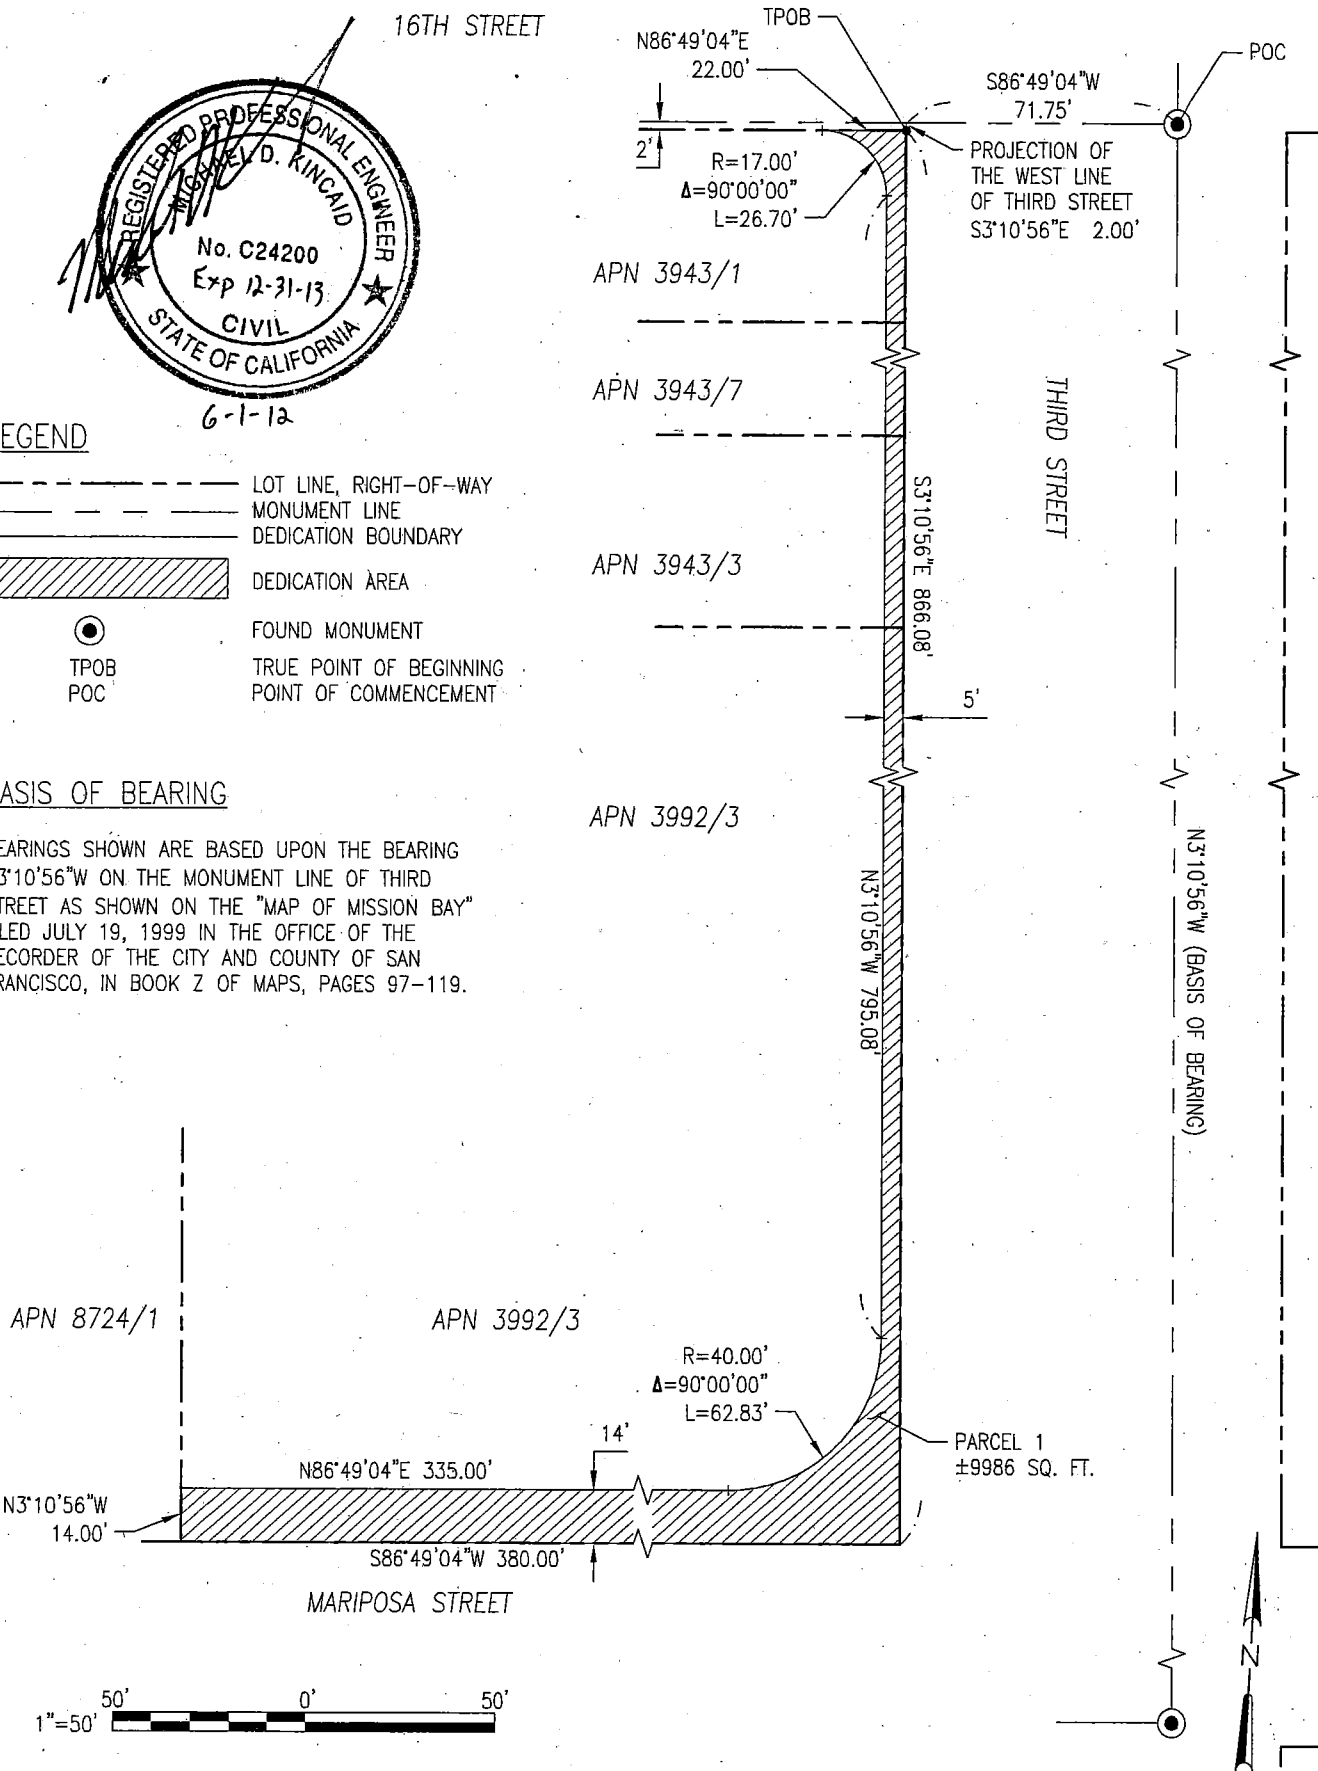 16TH STREET
TPOB
N86°49'04"E
22.00'
POC
S86°49'04"W
71.75'
2'
R=17.00'
Δ=90°00'00"
L=26.70'
PROJECTION OF
THE WEST LINE
OF THIRD STREET
S3°10'56"E 2.00'
REGISTERED PROFESSIONAL ENGINEER
MICHAEL D. KINCAID
No. C24200
Exp 12-31-13
CIVIL
STATE OF CALIFORNIA
6-1-12
APN 3943/1
APN 3943/7
APN 3943/3
THIRD STREET
S3°10'56"E 866.08'
5'
EGEND
LOT LINE, RIGHT-OF-WAY
MONUMENT LINE
DEDICATION BOUNDARY
DEDICATION AREA
FOUND MONUMENT
TPOB TRUE POINT OF BEGINNING
POC POINT OF COMMENCEMENT
ASIS OF BEARING
EARINGS SHOWN ARE BASED UPON THE BEARING
3°10'56"W ON THE MONUMENT LINE OF THIRD
TREET AS SHOWN ON THE "MAP OF MISSION BAY"
LED JULY 19, 1999 IN THE OFFICE OF THE
ECORDER OF THE CITY AND COUNTY OF SAN
RANCISCO, IN BOOK Z OF MAPS, PAGES 97-119.
APN 3992/3
N3°10'56"W 795.08'
N3°10'56"W (BASIS OF BEARING)
APN 8724/1
APN 3992/3
R=40.00'
Δ=90°00'00"
L=62.83'
14'
PARCEL 1
±9986 SQ. FT.
N86°49'04"E 335.00'
N3°10'56"W
14.00'
S86°49'04"W 380.00'
MARIPOSA STREET
N
50' 0' 50'
1"=50'